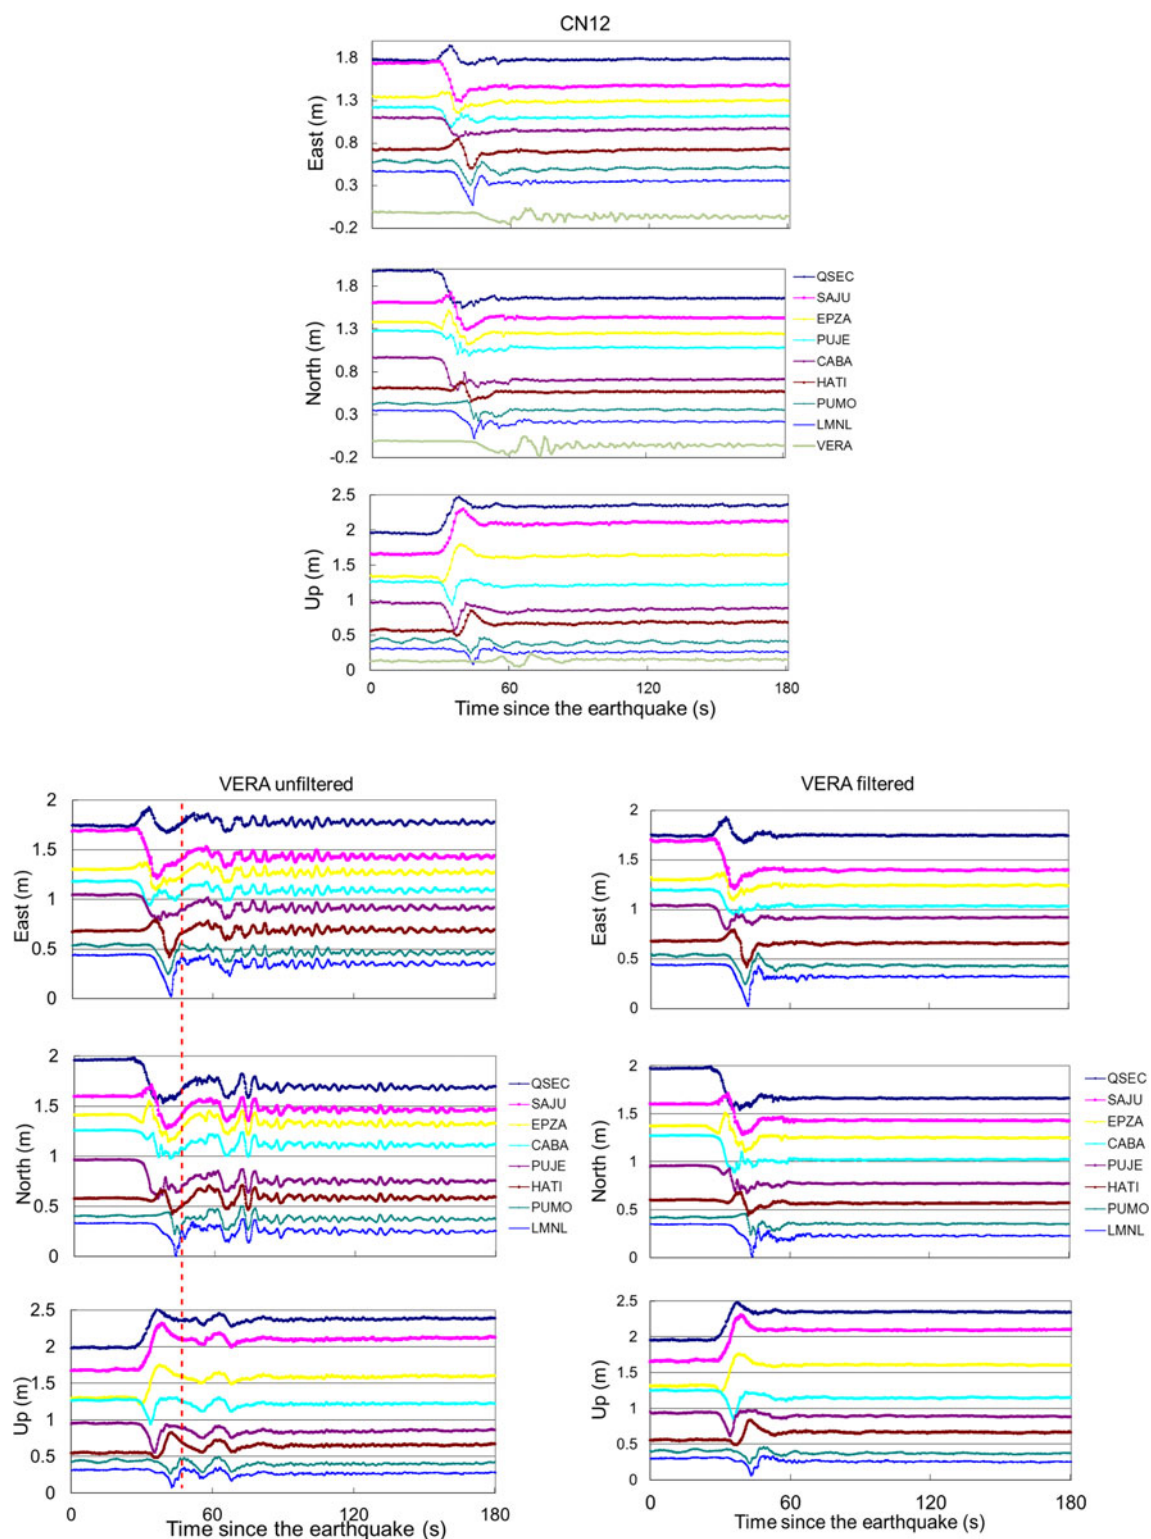 CN12
1.8
1.3
0.8
0.3
-0.2
East (m)
1.8
1.3
0.8
0.3
-0.2
North (m)
QSEC
SAJU
EPZA
PUJE
CABA
HATI
PUMO
LMNL
VERA
2.5
2
1.5
1
0.5
0
Up (m)
0 60 120 180
Time since the earthquake (s)
VERA unfiltered
2
1.5
1
0.5
0
East (m)
2
1.5
1
0.5
0
North (m)
QSEC
SAJU
EPZA
CABA
PUJE
HATI
PUMO
LMNL
2.5
2
1.5
1
0.5
0
Up (m)
0 60 120 180
Time since the earthquake (s)
VERA filtered
2
1.5
1
0.5
0
East (m)
2
1.5
1
0.5
0
North (m)
QSEC
SAJU
EPZA
CABA
PUJE
HATI
PUMO
LMNL
2.5
2
1.5
1
0.5
0
Up (m)
0 60 120 180
Time since the earthquake (s)